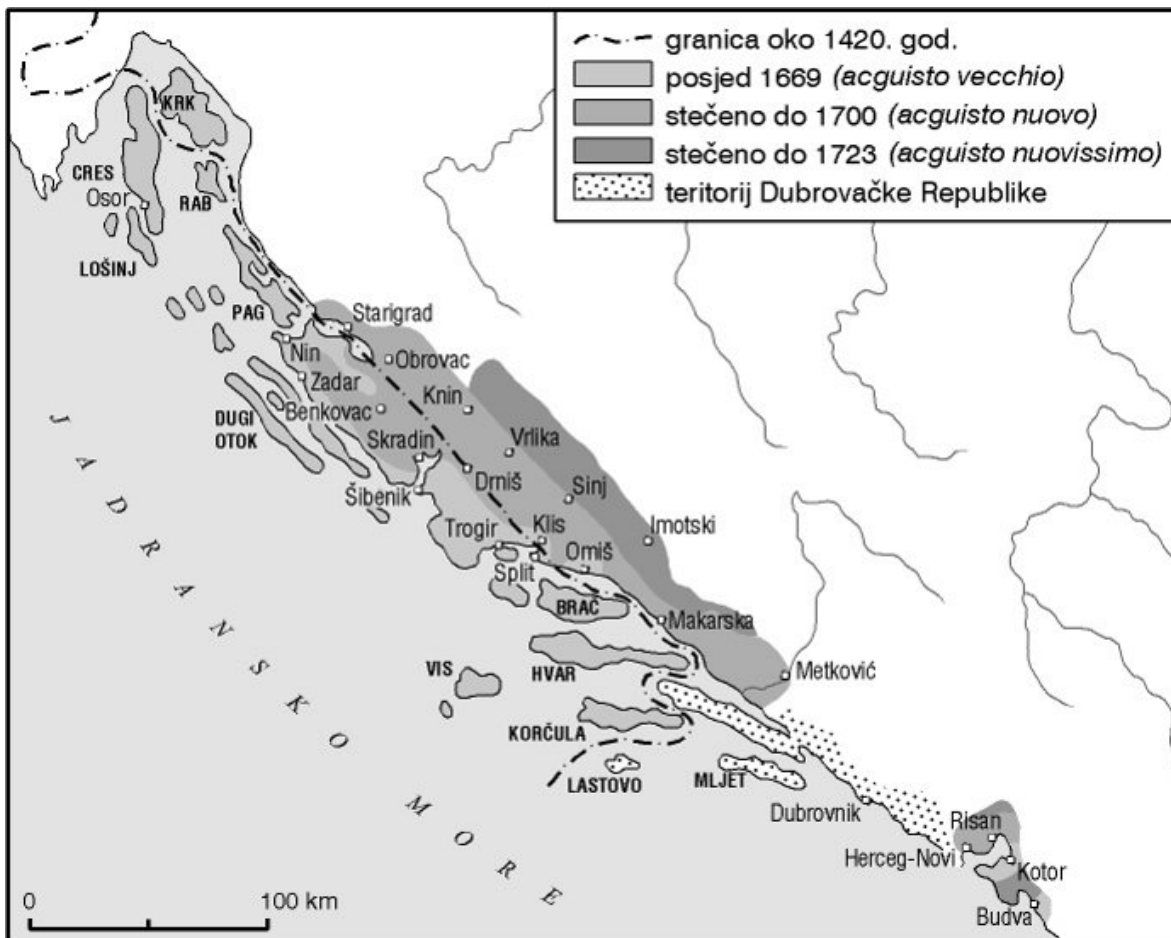 granica oko 1420. god.
posjed 1669 (acguisto vecchio)
stečeno do 1700 (acguisto nuovo)
stečeno do 1723 (acguisto nuovissimo)
teritorij Dubrovačke Republike
KRK
CRES
Osor
RAB
LOŠINJ
PAG
Starigrad
Nin
Obrovac
Zadar
Knin
DUGI
OTOK
Benkovac
Skradin
Vrlika
Drniš
Sinj
Šibenik
Trogir
Klis
Imotski
Split
Omiš
BRAČ
Makarska
VIS
HVAR
Metković
KORČULA
LASTOVO
MLJET
Dubrovnik
Risan
Herceg-Novi
Kotor
Budva
JADRANSKO MORE
0 100 km